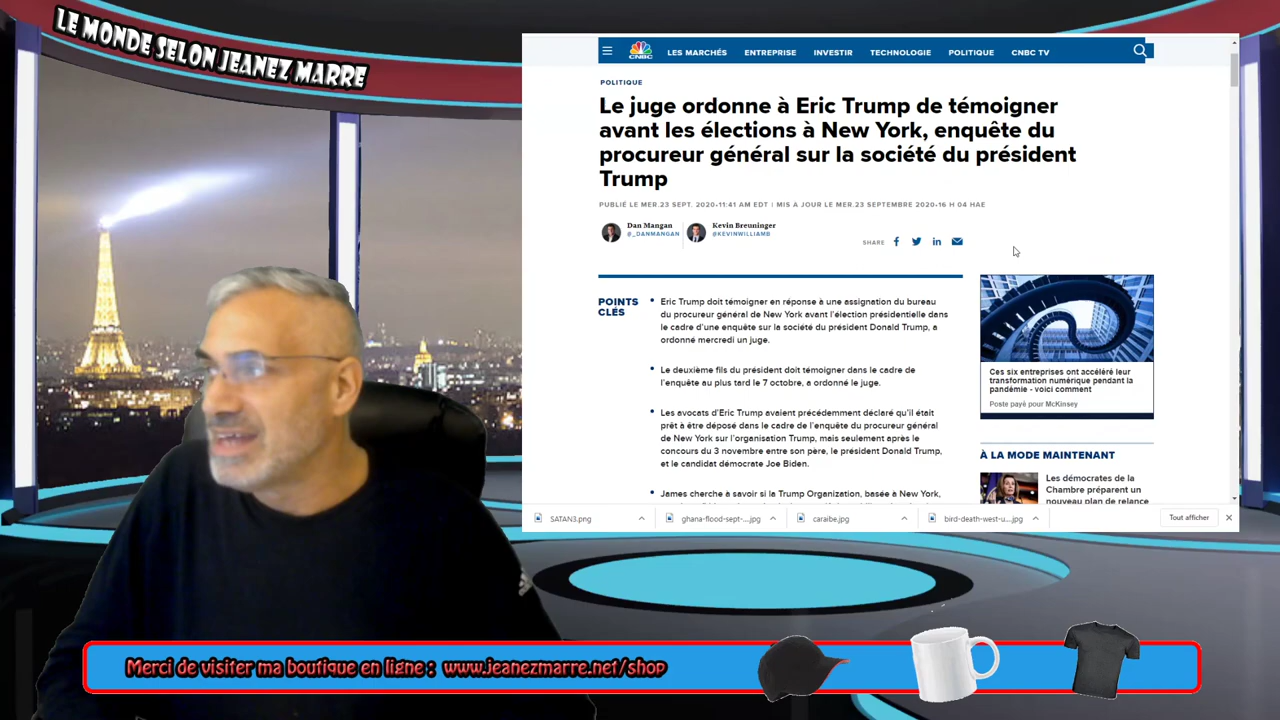 LE MONDE SELON JEANEZ MARRE
CNBC
LES MARCHÉS ENTREPRISE INVESTIR TECHNOLOGIE POLITIQUE CNBC TV
POLITIQUE
Le juge ordonne à Eric Trump de témoigner
avant les élections à New York, enquête du
procureur général sur la société du président
Trump
PUBLIÉ LE MER.23 SEPT. 2020•11:41 AM EDT | MIS A JOUR LE MER.23 SEPTEMBRE 2020•16 H 04 HAE
Dan Mangan
@_DANMANGAN
Kevin Breuninger
@KEVINWILLIAMB
SHARE
POINTS
CLÉS
Eric Trump doit témoigner en réponse à une assignation du bureau
du procureur général de New York avant l'élection présidentielle dans
le cadre d'une enquête sur la société du président Donald Trump, a
ordonné mercredi un juge.
Le deuxième fils du président doit témoigner dans le cadre de
l'enquête au plus tard le 7 octobre, a ordonné le juge.
Les avocats d'Eric Trump avaient précédemment déclaré qu'il était
prêt à être déposé dans le cadre de l'enquête du procureur général
de New York sur l'organisation Trump, mais seulement après le
concours du 3 novembre entre son père, le président Donald Trump,
et le candidat démocrate Joe Biden.
James cherche à savoir si la Trump Organization, basée à New York,
Ces six entreprises ont accéléré leur
transformation numérique pendant la
pandémie - voici comment
Posté payé pour McKinsey
À LA MODE MAINTENANT
Les démocrates de la
Chambre préparent un
nouveau plan de relance
SATAN3.png ghana-flood-sept-....jpg caraibe.jpg bird-death-west-u....jpg Tout afficher
Merci de visiter ma boutique en ligne : www.jeanezmarre.net/shop